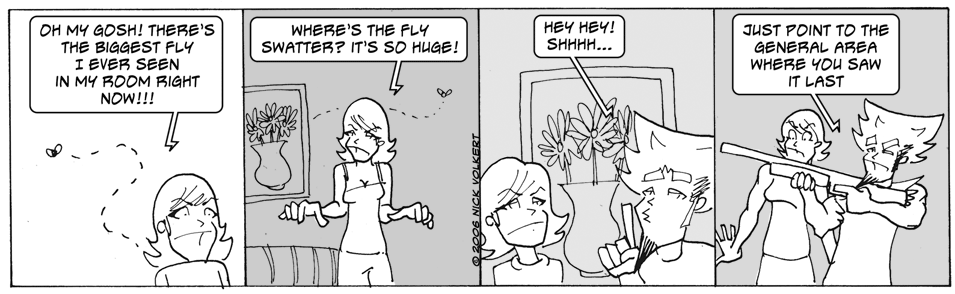 OH MY GOSH! THERE'S
THE BIGGEST FLY
I EVER SEEN
IN MY ROOM RIGHT
NOW!!!
WHERE'S THE FLY
SWATTER? IT'S SO HUGE!
© 2006 NICK VOLKERT
HEY HEY!
SHHHH...
JUST POINT TO THE
GENERAL AREA
WHERE YOU SAW
IT LAST